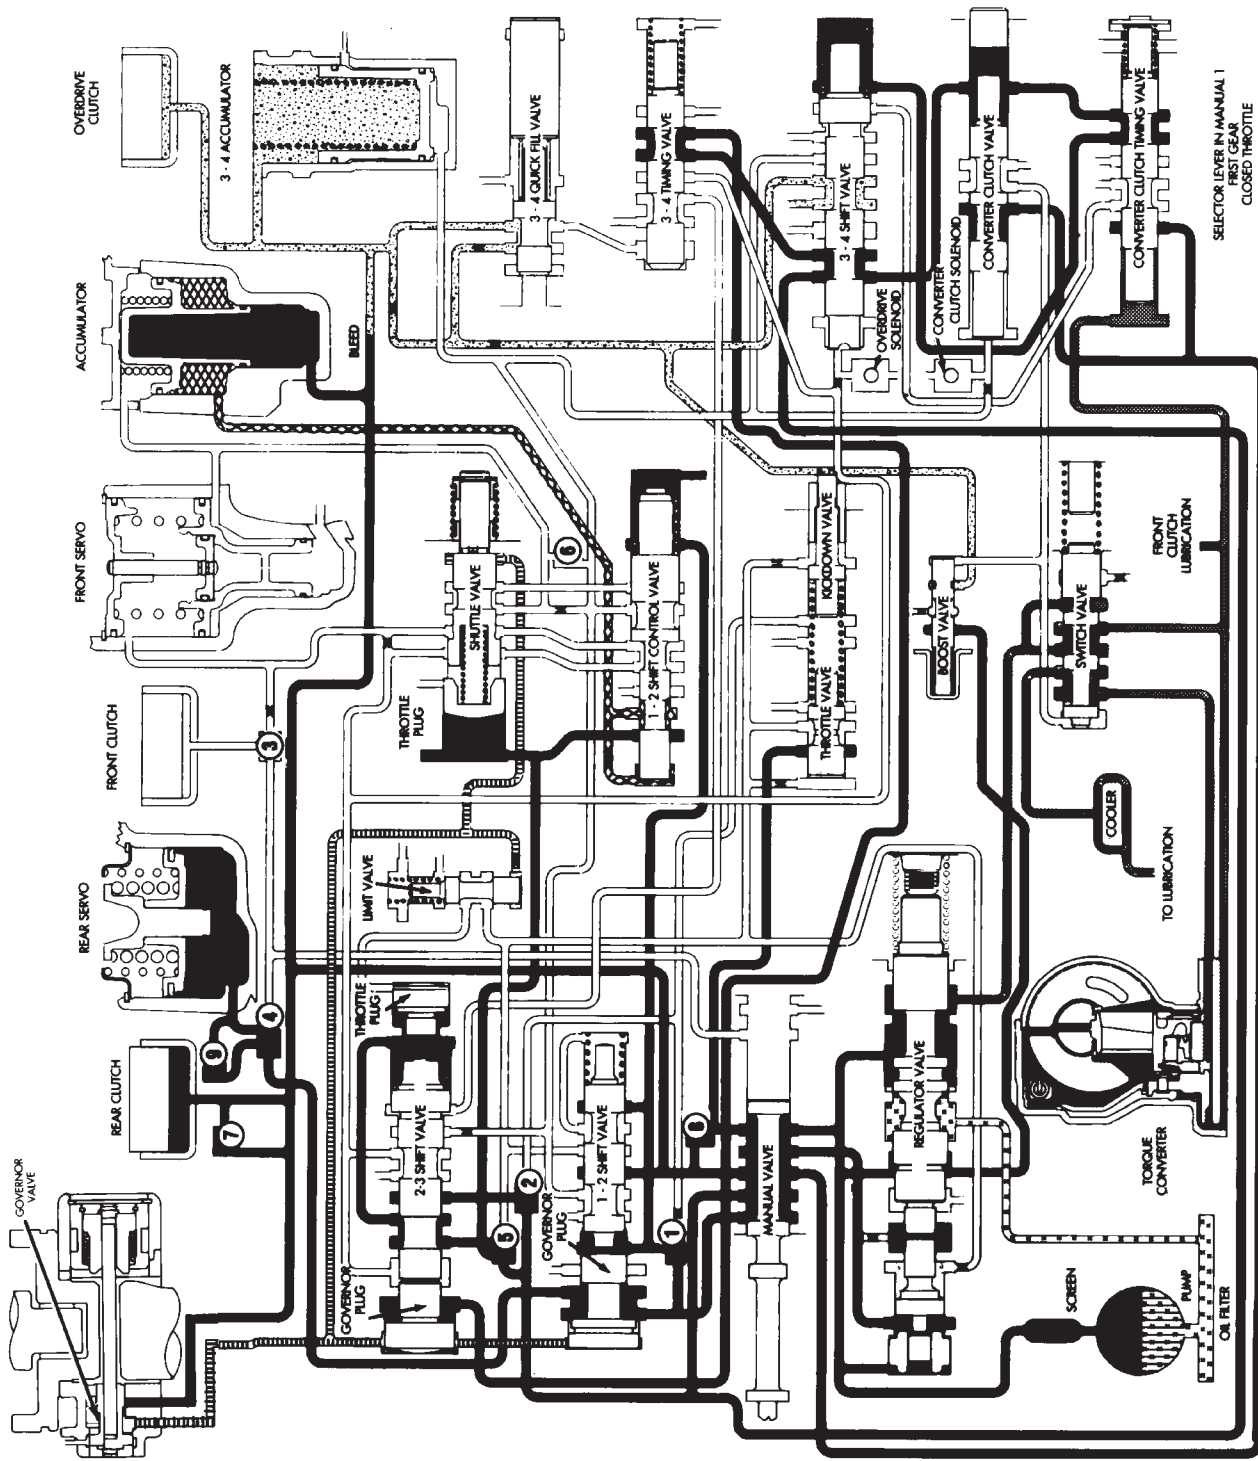 GOVERNOR
VALVE
REAR CLUTCH
REAR SERVO
FRONT CLUTCH
FRONT SERVO
ACCUMULATOR
OVERDRIVE
CLUTCH
3 - 4 ACCUMULATOR
BLEED
7
9
4
3
6
THROTTLE
PLUG
LIMIT VALVE
THROTTLE
PLUG
SHUTTLE VALVE
3 - 4 QUICK FILL VALVE
GOVERNOR
PLUG
2-3 SHIFT VALVE
5
2
GOVERNOR
PLUG
1 - 2 SHIFT VALVE
1 - 2 SHIFT CONTROL VALVE
3 - 4 TIMING VALVE
1
8
MANUAL VALVE
THROTTLE VALVE
KICKDOWN VALVE
3 - 4 SHIFT VALVE
OVERDRIVE
SOLENOID
CONVERTER
CLUTCH SOLENOID
REGULATOR VALVE
BOOST VALVE
CONVERTER CLUTCH VALVE
SWITCH VALVE
CONVERTER CLUTCH TIMING VALVE
SCREEN
PUMP
OIL FILTER
TORQUE
CONVERTER
COOLER
TO LUBRICATION
FRONT
CLUTCH
LUBRICATION
SELECTOR LEVER IN MANUAL 1
FIRST GEAR
CLOSED THROTTLE